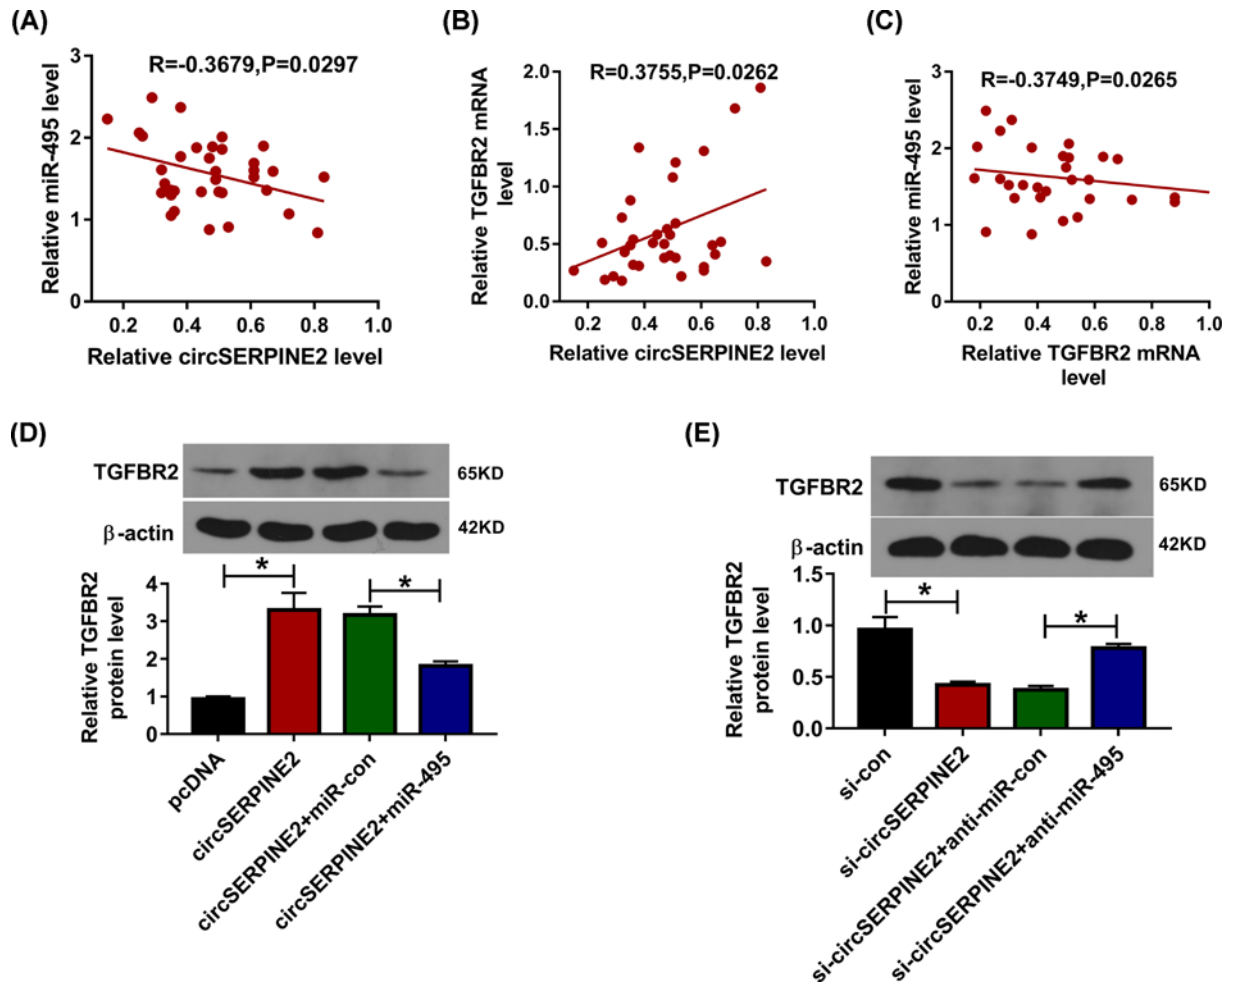 (A)
R=-0.3679,P=0.0297
Relative miR-495 level
3
2
1
0
0.2 0.4 0.6 0.8 1.0
Relative circSERPINE2 level
(B)
R=0.3755,P=0.0262
Relative TGFBR2 mRNA
level
2.0
1.5
1.0
0.5
0.0
0.2 0.4 0.6 0.8 1.0
Relative circSERPINE2 level
(C)
R=-0.3749,P=0.0265
Relative miR-495 level
3
2
1
0
0.2 0.4 0.6 0.8 1.0
Relative TGFBR2 mRNA
level
(D)
TGFBR2 65KD
β-actin 42KD
Relative TGFBR2
protein level
4
3
2
1
0
* *
pcDNA
circSERPINE2
circSERPINE2+miR-con
circSERPINE2+miR-495
(E)
TGFBR2 65KD
β-actin 42KD
Relative TGFBR2
protein level
1.5
1.0
0.5
0.0
* *
si-con
si-circSERPINE2
si-circSERPINE2+anti-miR-con
si-circSERPINE2+anti-miR-495